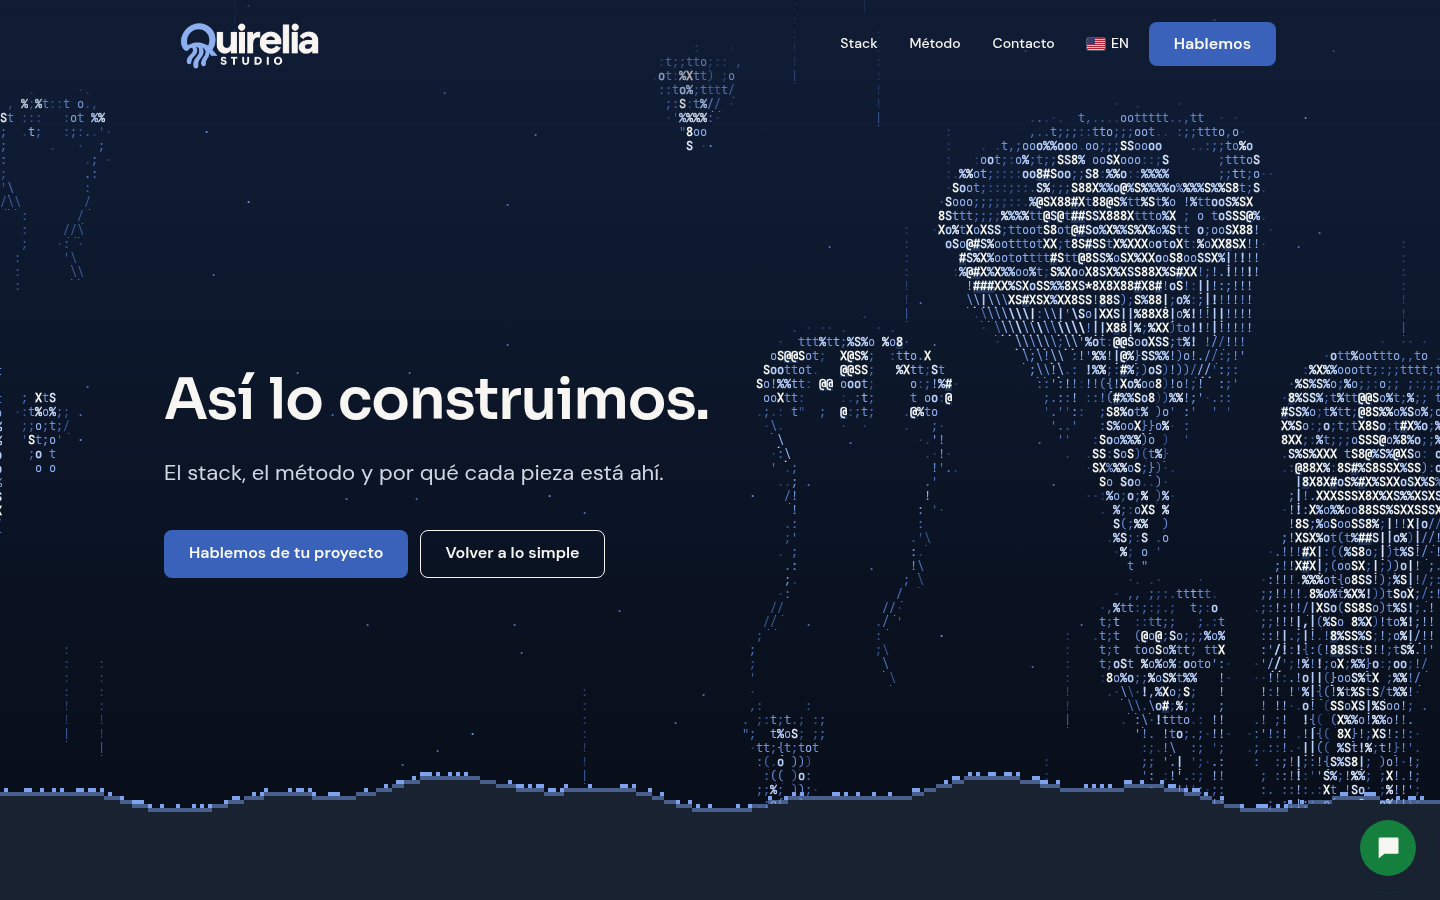 Quirelia
STUDIO
Stack
Método
Contacto
EN
Hablemos
Así lo construimos.
El stack, el método y por qué cada pieza está ahí.
Hablemos de tu proyecto
Volver a lo simple